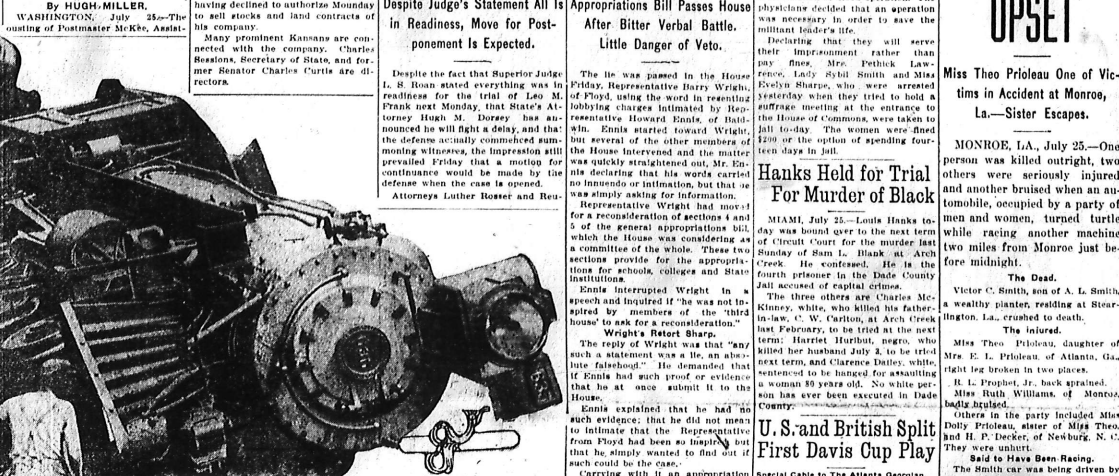 By HUGH MILLER,
WASHINGTON, July 25.—The
ousting of Postmaster McKee, Assist-
having declined to authorize Mounday
to sell stocks and land contracts of
his company.
Many prominent Kansans are con-
nected with the company. Charles
Sessions, Secretary of State, and for-
mer Senator Charles Curtis are di-
rectors.
Despite Judge's Statement All Is
in Readiness, Move for Post-
ponement Is Expected.
Despite the fact that Superior Judge
L. S. Roan stated everything was in
readiness for the trial of Leo M.
Frank next Monday, that State's At-
torney Hugh M. Dorsey has an-
nounced he will fight a delay, and that
the defense actually commenced sum-
moning witnesses, the impression still
prevailed Friday that a motion for
continuance would be made by the
defense when the case is opened.
Attorneys Luther Rosser and Reu-
Appropriations Bill Passes House
After Bitter Verbal Battle.
Little Danger of Veto.
The lie was passed in the House
Friday, Representative Barry Wright,
of Floyd, using the word in resenting
lobbying charges intimated by Rep-
resentative Howard Ennis, of Bald-
win. Ennis started toward Wright,
but several of the other members of
the House intervened and the matter
was quickly straightened out, Mr. En-
nis declaring that his words carried
no innuendo or intimation, but that he
was simply asking for information.
Representative Wright had moved
for a reconsideration of sections 4 and
5 of the general appropriations bill,
which the House was considering as
a committee of the whole. These two
sections provide for the appropria-
tions for schools, colleges and State
institutions.
Ennis interrupted Wright in a
speech and inquired if "he was not in-
spired by members of the 'third
house' to ask for a reconsideration."
Wright's Retort Sharp.
The reply of Wright was that "any
such a statement was a lie, an abso-
lute falsehood." He demanded that
if Ennis had such proof or evidence
that he at once submit it to the
House.
Ennis explained that he had no
such evidence; that he did not mean
to intimate that the Representative
from Floyd had been so inspired, but
that he simply wanted to find out if
such could be the case.
Carrying with it an appropriation
physicians decided that an operation
was necessary in order to save the
militant leader's life.
Declaring that they will serve
their imprisonment rather than
pay fines, Mrs. Pethick Law-
rence, Lady Sybil Smith and Miss
Evelyn Sharpe, who were arrested
yesterday when they tried to hold a
suffrage meeting at the entrance to
the House of Commons, were taken to
jail to-day. The women were fined
$200 or the option of spending four-
teen days in jail.
Hanks Held for Trial
For Murder of Black
MIAMI, July 25.—Louis Hanks to-
day was bound over to the next term
of Circuit Court for the murder last
Sunday of Sam L. Blank at Arch
Creek. He confessed. He is the
fourth prisoner in the Dade County
Jail accused of capital crimes.
The three others are Charles Mc-
Kinney, white, who killed his father-
in-law, C. W. Carlton, at Arch Creek
last February, to be tried at the next
term; Harriet Hurlbut, negro, who
killed her husband July 3, to be tried
next term, and Clarence Dailey, white,
sentenced to be hanged for assaulting
a woman 80 years old. No white per-
son has ever been executed in Dade
County.
U. S. and British Split
First Davis Cup Play
Special Cable to The Atlanta Georgian.
UPSET
Miss Theo Prioleau One of Vic-
tims in Accident at Monroe,
La.—Sister Escapes.
MONROE, LA., July 25.—One
person was killed outright, two
others were seriously injured
and another bruised when an au-
tomobile, occupied by a party of
men and women, turned turtle
while racing another machine
two miles from Monroe just be-
fore midnight.
The Dead.
Victor C. Smith, son of A. L. Smith,
a wealthy planter, residing at Stear-
lington, La., crushed to death.
The Injured.
Miss Theo Prioleau, daughter of
Mrs. E. L. Prioleau, of Atlanta, Ga.,
right leg broken in two places.
R. L. Prophet, Jr., back sprained.
Miss Ruth Williams, of Monroe,
badly bruised.
Others in the party included Miss
Dolly Prioleau, sister of Miss Theo,
and H. P. Decker, of Newburg, N. C.
They were unhurt.
Said to Have Been Racing.
The Smith car was being driven by